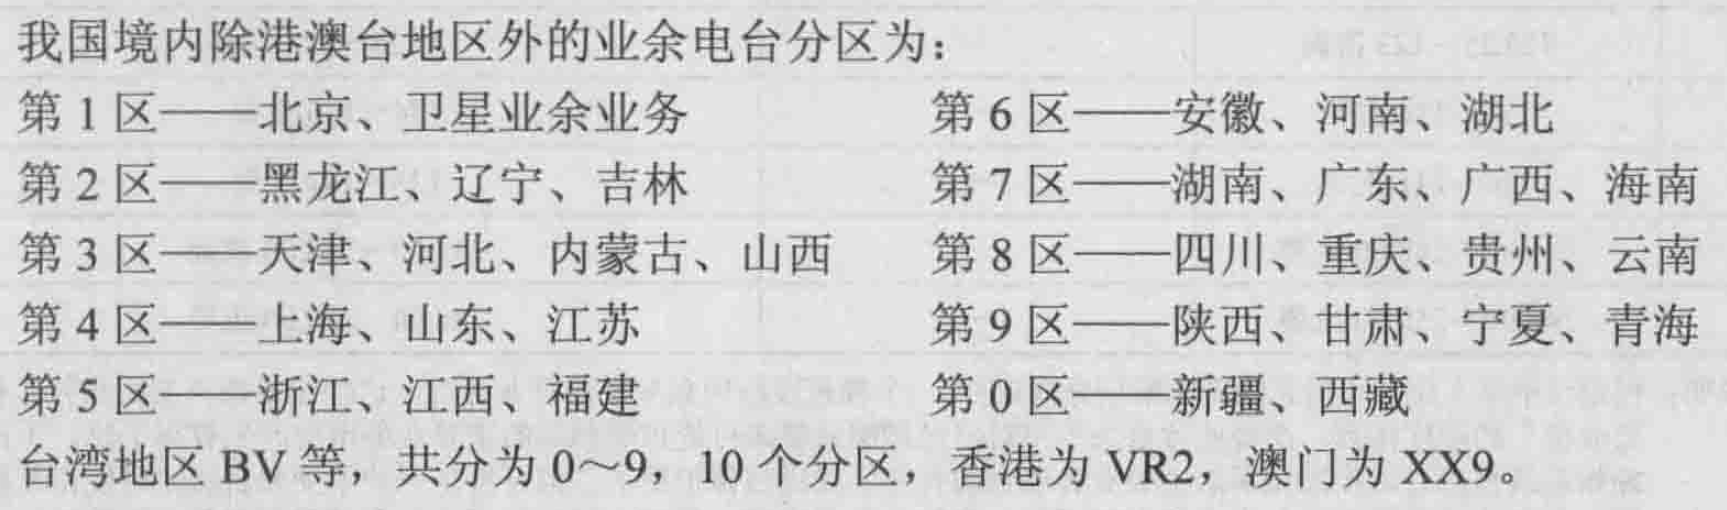 我国境内除港澳台地区外的业余电台分区为：
第 1 区——北京、卫星业余业务
第 6 区——安徽、河南、湖北
第 2 区——黑龙江、辽宁、吉林
第 7 区——湖南、广东、广西、海南
第 3 区——天津、河北、内蒙古、山西
第 8 区——四川、重庆、贵州、云南
第 4 区——上海、山东、江苏
第 9 区——陕西、甘肃、宁夏、青海
第 5 区——浙江、江西、福建
第 0 区——新疆、西藏
台湾地区 BV 等，共分为 0～9，10 个分区，香港为 VR2，澳门为 XX9。